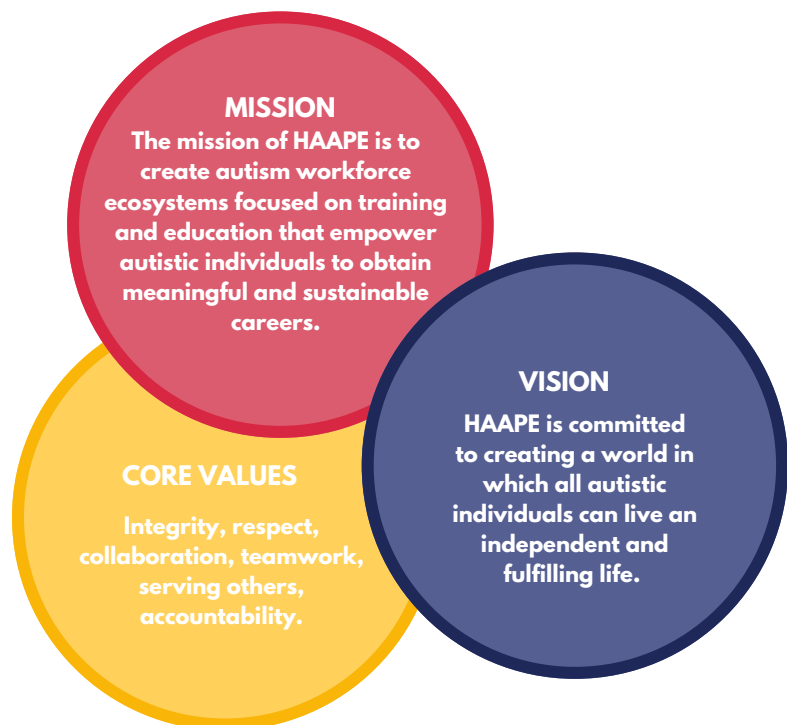 MISSION
The mission of HAAPE is to
create autism workforce
ecosystems focused on training
and education that empower
autistic individuals to obtain
meaningful and sustainable
careers.
VISION
HAAPE is committed
to creating a world in
which all autistic
individuals can live an
independent and
fulfilling life.
CORE VALUES
Integrity, respect,
collaboration, teamwork,
serving others,
accountability.